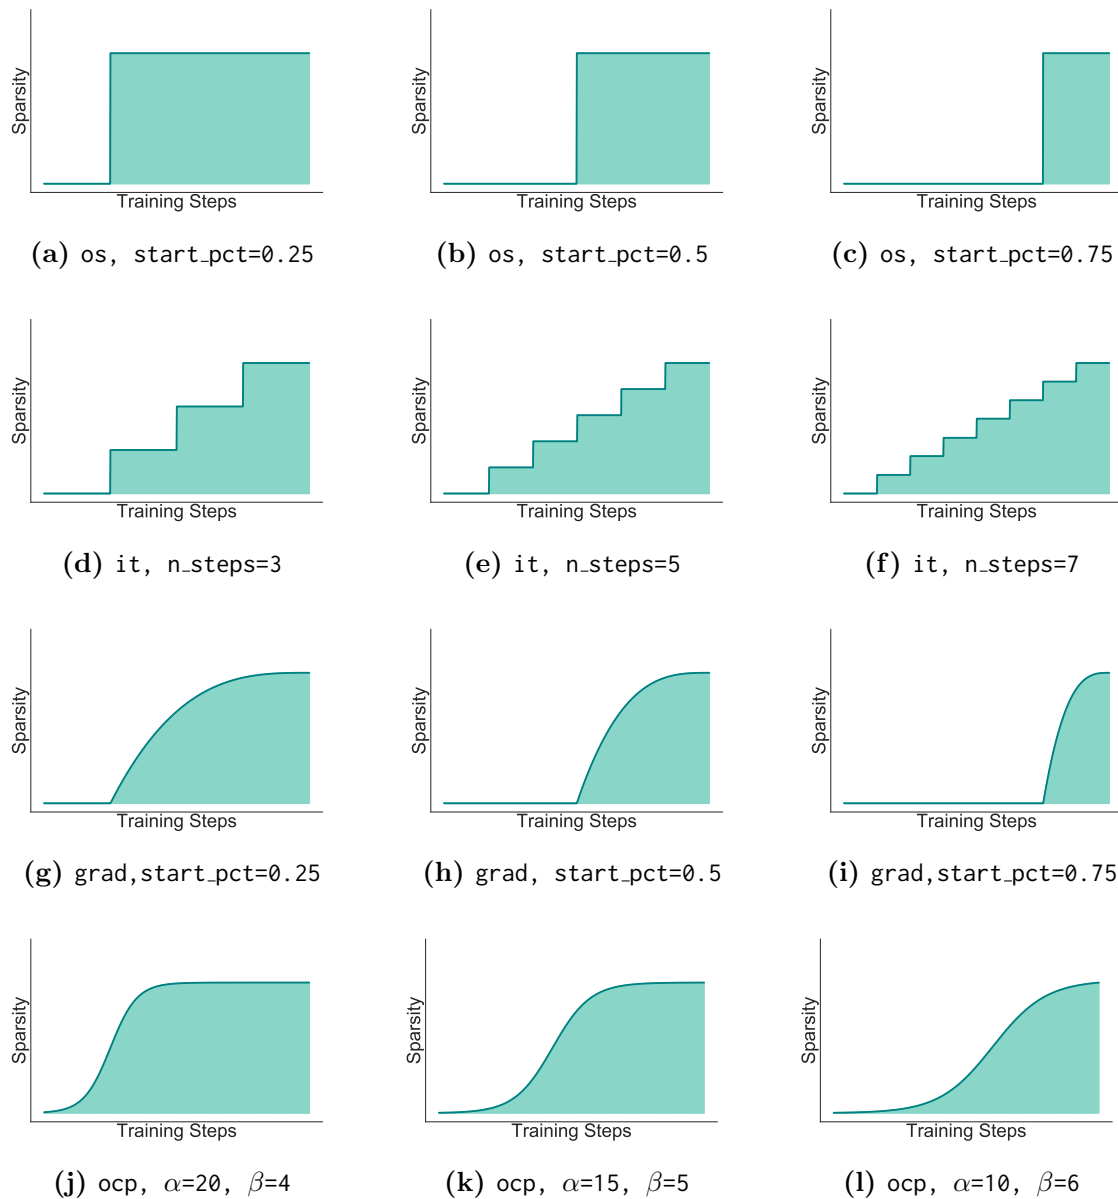 Sparsity
Training Steps
(a) os, start_pct=0.25
Sparsity
Training Steps
(b) os, start_pct=0.5
Sparsity
Training Steps
(c) os, start_pct=0.75
Sparsity
Training Steps
(d) it, n_steps=3
Sparsity
Training Steps
(e) it, n_steps=5
Sparsity
Training Steps
(f) it, n_steps=7
Sparsity
Training Steps
(g) grad,start_pct=0.25
Sparsity
Training Steps
(h) grad, start_pct=0.5
Sparsity
Training Steps
(i) grad,start_pct=0.75
Sparsity
Training Steps
(j) ocp, α=20, β=4
Sparsity
Training Steps
(k) ocp, α=15, β=5
Sparsity
Training Steps
(l) ocp, α=10, β=6